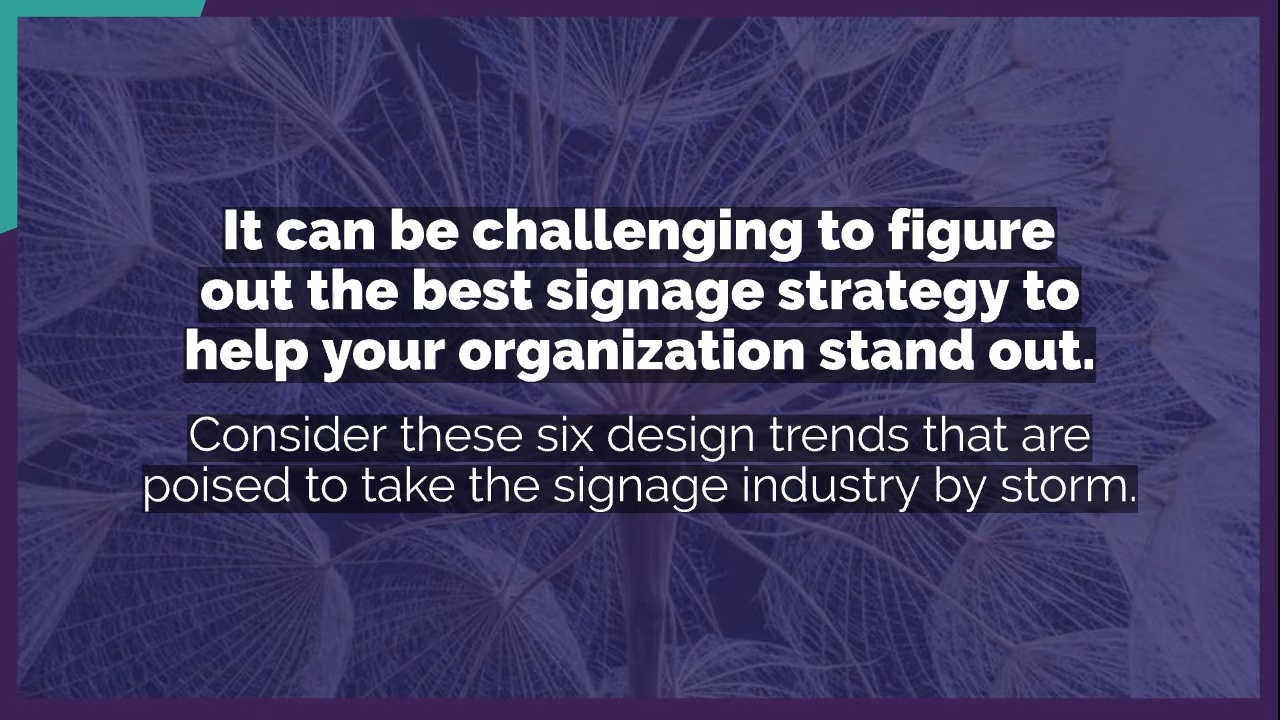 It can be challenging to figure
out the best signage strategy to
help your organization stand out.
Consider these six design trends that are
poised to take the signage industry by storm.